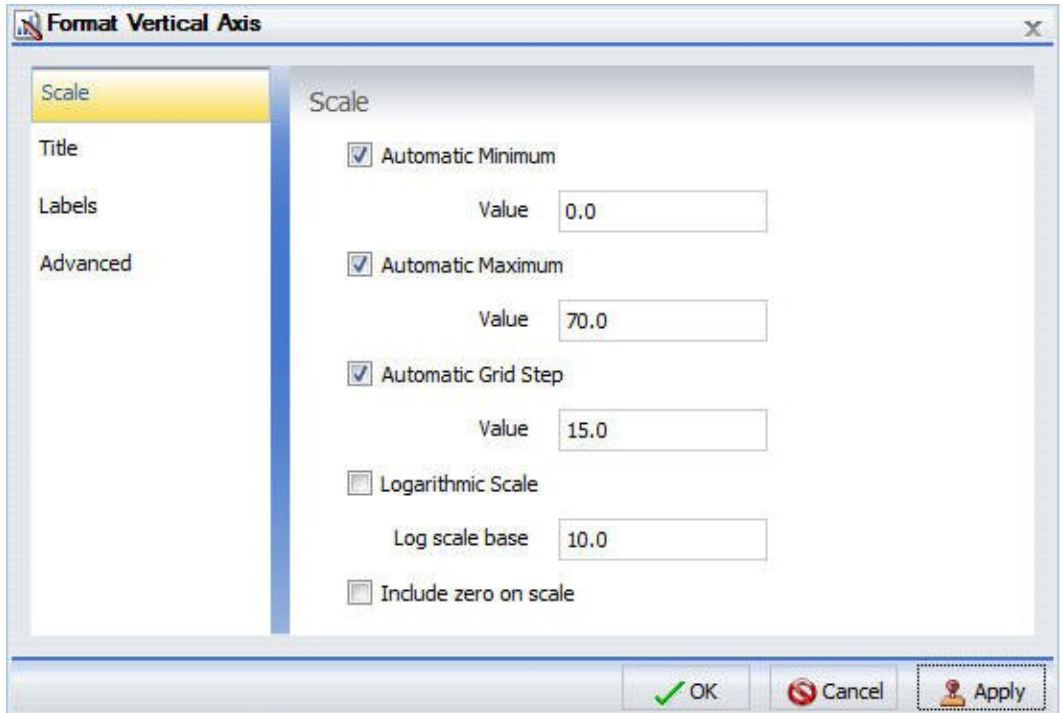 Format Vertical Axis
x
Scale
Title
Labels
Advanced
Scale
Automatic Minimum
Value 0.0
Automatic Maximum
Value 70.0
Automatic Grid Step
Value 15.0
Logarithmic Scale
Log scale base 10.0
Include zero on scale
OK Cancel Apply